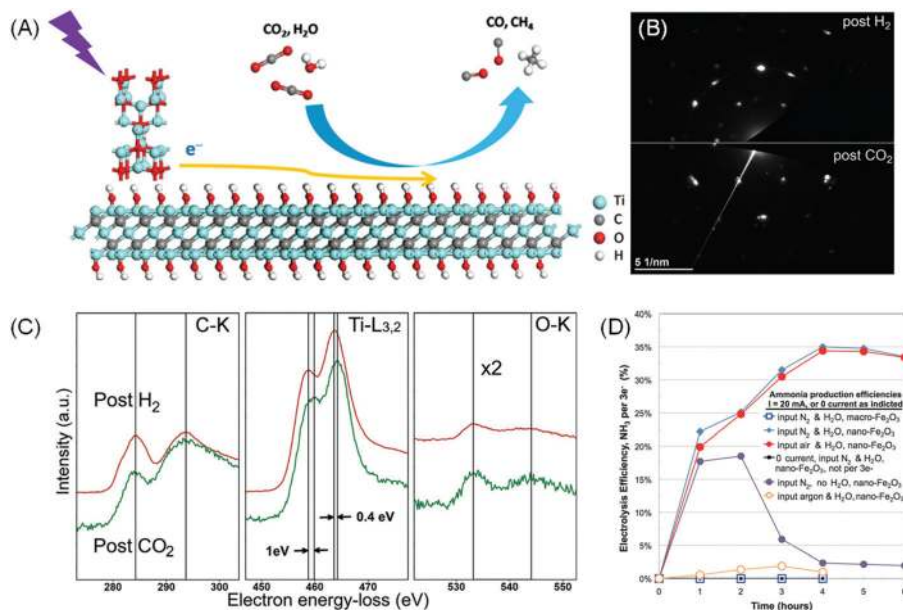 (A)
CO₂, H₂O
CO, CH₄
e⁻
Ti
C
O
H
(B)
post H₂
post CO₂
5 1/nm
(C)
C-K
Ti-L₃,₂
O-K
x2
Post H₂
Post CO₂
0.4 eV
1eV
Intensity (a.u.)
280 290 300 450 460 470 530 540 550
Electron energy-loss (eV)
(D)
Electrolysis Efficiency, NH₃ per 3e⁻ (%)
40%
35%
30%
25%
20%
15%
10%
5%
0%
Ammonia production efficiencies
I = 20 mA, or 0 current as indicted
input N₂ & H₂O, macro-Fe₂O₃
input N₂ & H₂O, nano-Fe₂O₃
input air & H₂O, nano-Fe₂O₃
0 current, input N₂ & H₂O,
nano-Fe₂O₃, not per 3e-
input N₂, no H₂O, nano-Fe₂O₃
input argon & H₂O, nano-Fe₂O₃
0 1 2 3 4 5 6
Time (hours)